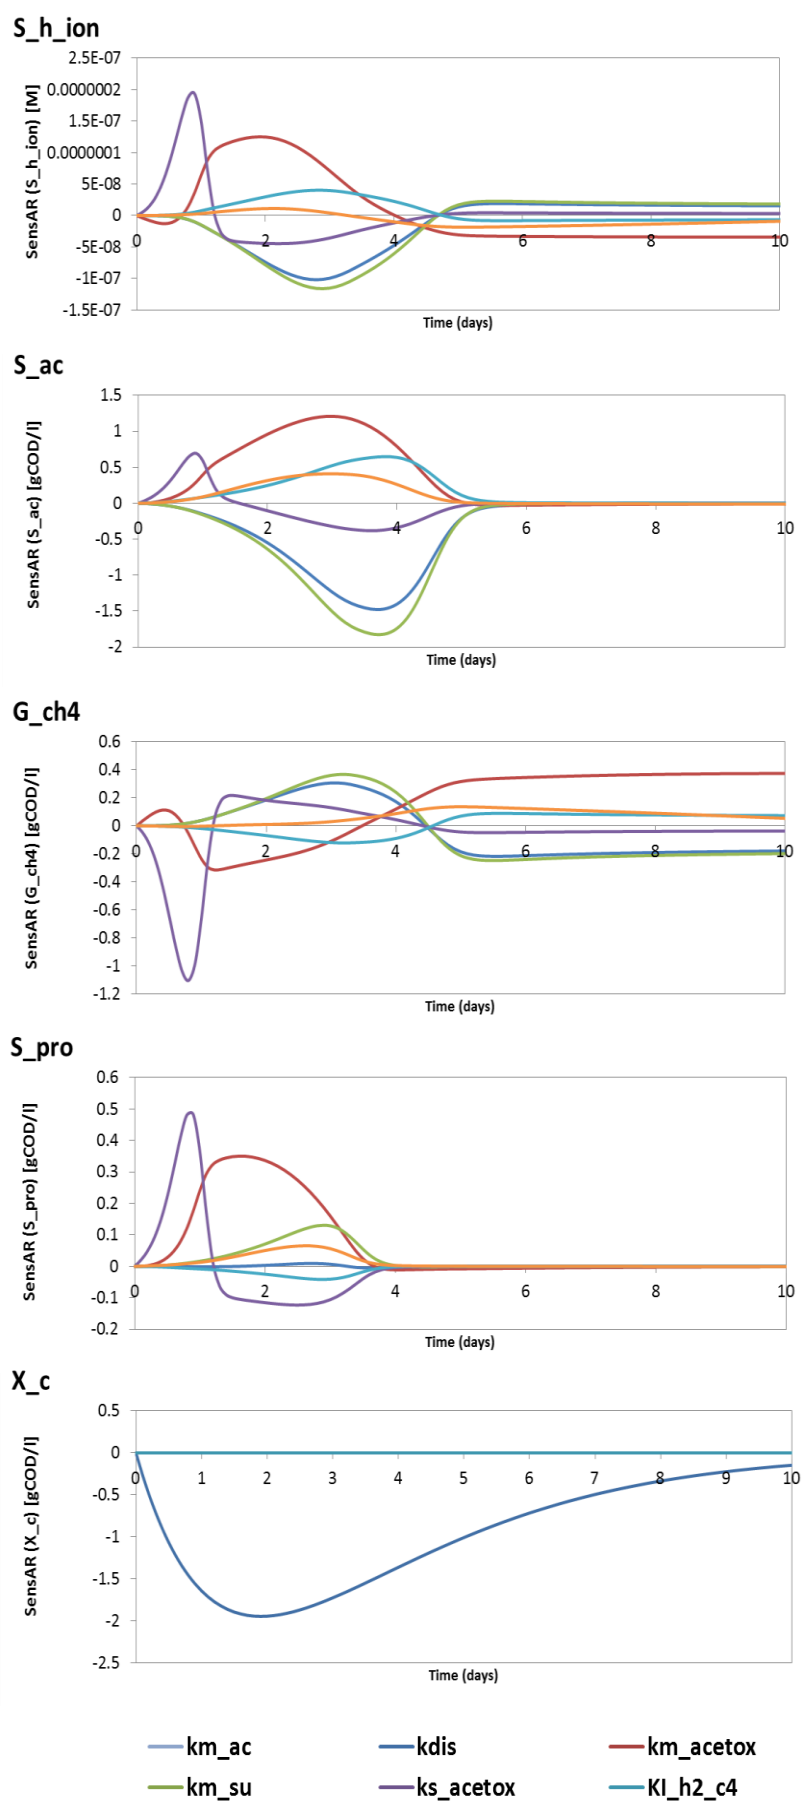 S_h_ion
SensAR (S_h_ion) [M]
2.5E-07
0.0000002
1.5E-07
0.0000001
5E-08
0
-5E-08
-1E-07
-1.5E-07
0 2 4 6 8 10
Time (days)
S_ac
SensAR (S_ac) [gCOD/l]
1.5
1
0.5
0
-0.5
-1
-1.5
-2
0 2 4 6 8 10
Time (days)
G_ch4
SensAR (G_ch4) [gCOD/l]
0.6
0.4
0.2
0
-0.2
-0.4
-0.6
-0.8
-1
-1.2
0 2 4 6 8 10
Time (days)
S_pro
SensAR (S_pro) [gCOD/l]
0.6
0.5
0.4
0.3
0.2
0.1
0
-0.1
-0.2
0 2 4 6 8 10
Time (days)
X_c
SensAR (X_c) [gCOD/l]
0.5
0
-0.5
-1
-1.5
-2
-2.5
0 1 2 3 4 5 6 7 8 9 10
Time (days)
km_ac kdis km_acetox
km_su ks_acetox KI_h2_c4